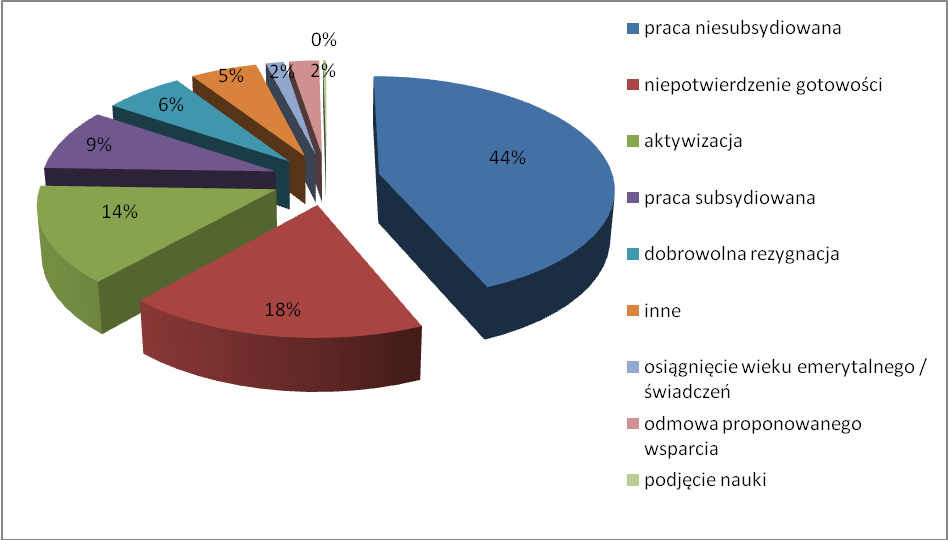 0%
2%
2%
5%
6%
9%
14%
18%
44%
praca niesubsydiowana
niepotwierdzenie gotowości
aktywizacja
praca subsydiowana
dobrowolna rezygnacja
inne
osiągnięcie wieku emerytalnego /
świadczeń
odmowa proponowanego
wsparcia
podjęcie nauki